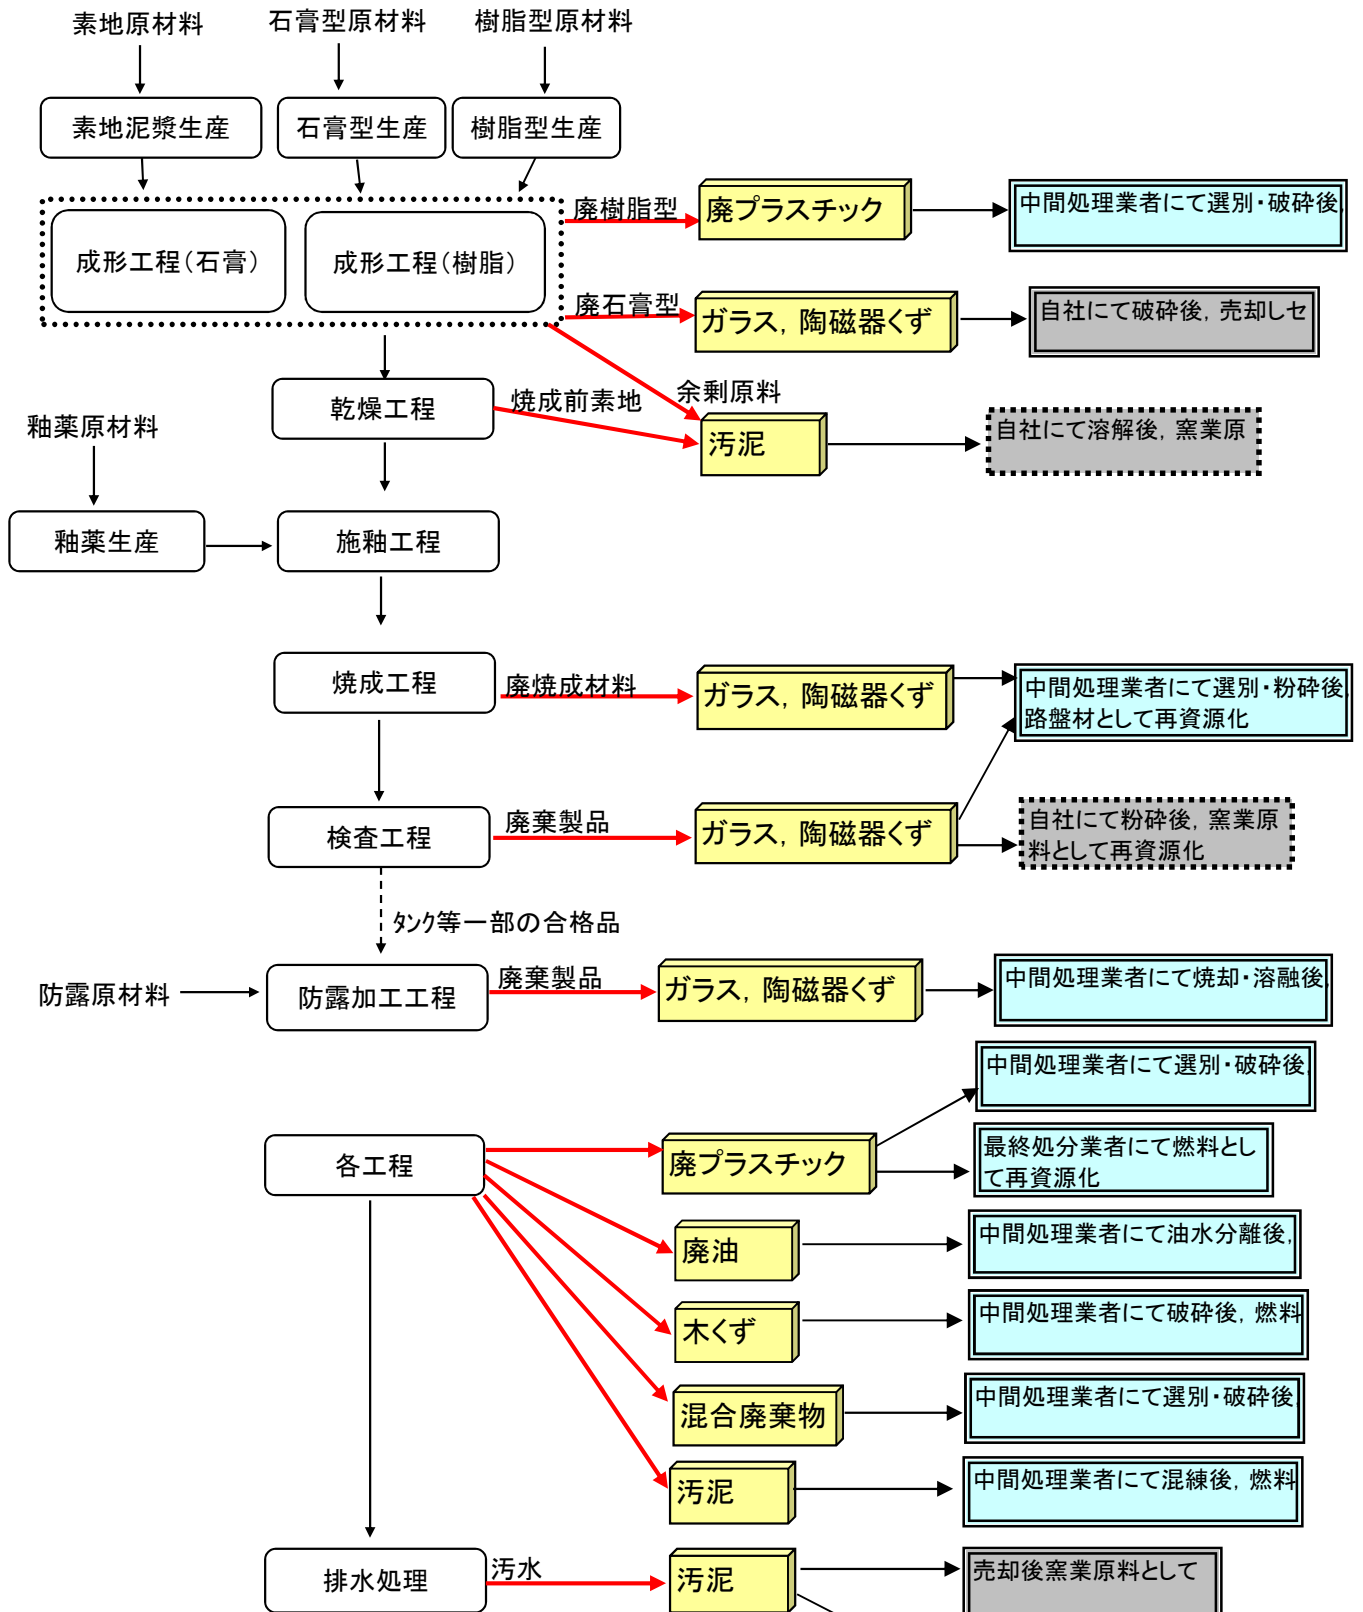 素地原材料
石膏型原材料
樹脂型原材料
素地泥漿生産
石膏型生産
樹脂型生産
成形工程(石膏)
成形工程(樹脂)
廃樹脂型
廃プラスチック
中間処理業者にて選別・破砕後,
廃石膏型
ガラス, 陶磁器くず
自社にて破砕後, 売却しセ
乾燥工程
焼成前素地
余剰原料
汚泥
自社にて溶解後, 窯業原
釉薬原材料
釉薬生産
施釉工程
焼成工程
廃焼成材料
ガラス, 陶磁器くず
中間処理業者にて選別・粉砕後,
路盤材として再資源化
検査工程
廃棄製品
ガラス, 陶磁器くず
自社にて粉砕後, 窯業原
料として再資源化
ﾀﾝｸ等一部の合格品
防露原材料
防露加工工程
廃棄製品
ガラス, 陶磁器くず
中間処理業者にて焼却・溶融後,
中間処理業者にて選別・破砕後,
各工程
廃プラスチック
最終処分業者にて燃料とし
て再資源化
廃油
中間処理業者にて油水分離後,
木くず
中間処理業者にて破砕後, 燃料
混合廃棄物
中間処理業者にて選別・破砕後,
汚泥
中間処理業者にて混練後, 燃料
排水処理
汚水
汚泥
売却後窯業原料として